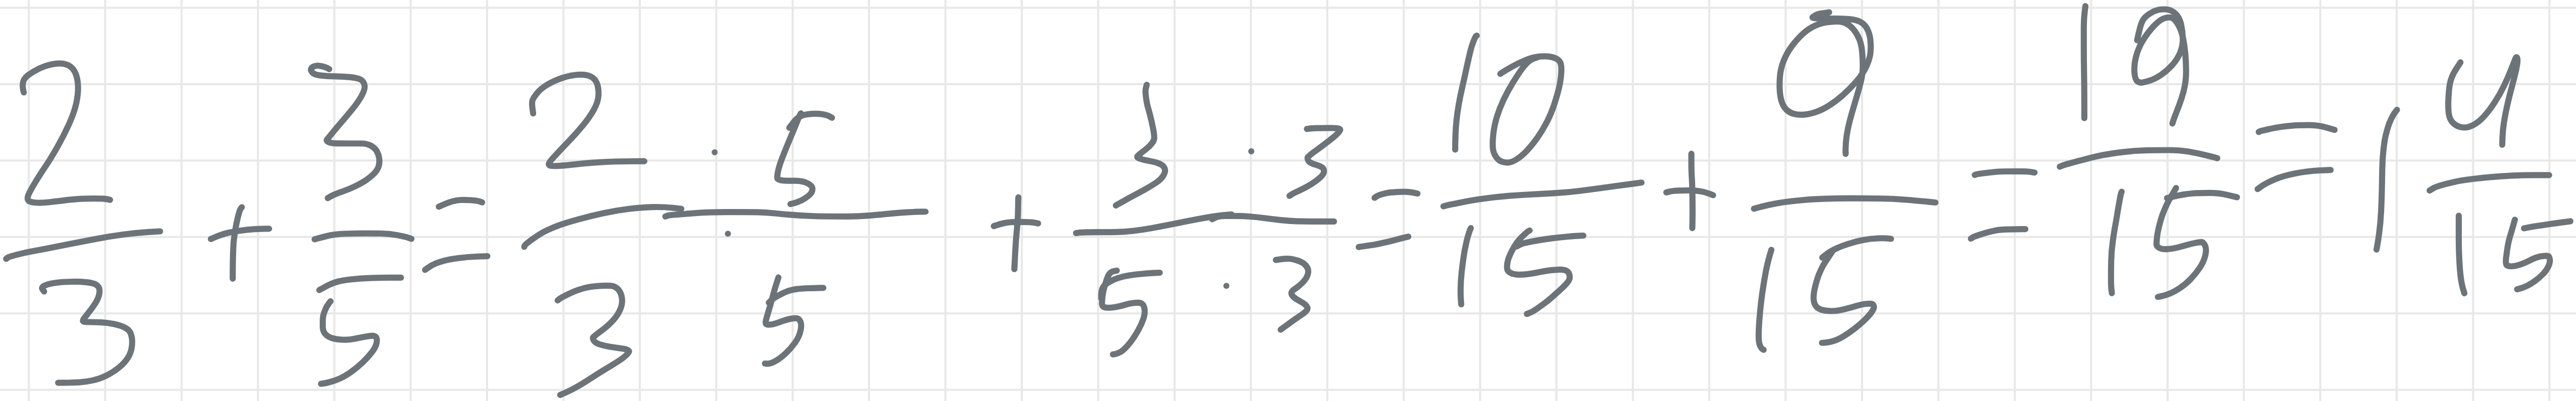 2/3 + 3/5 = 2·5/3·5 + 3·3/5·3 = 10/15 + 9/15 = 19/15 = 1 4/15